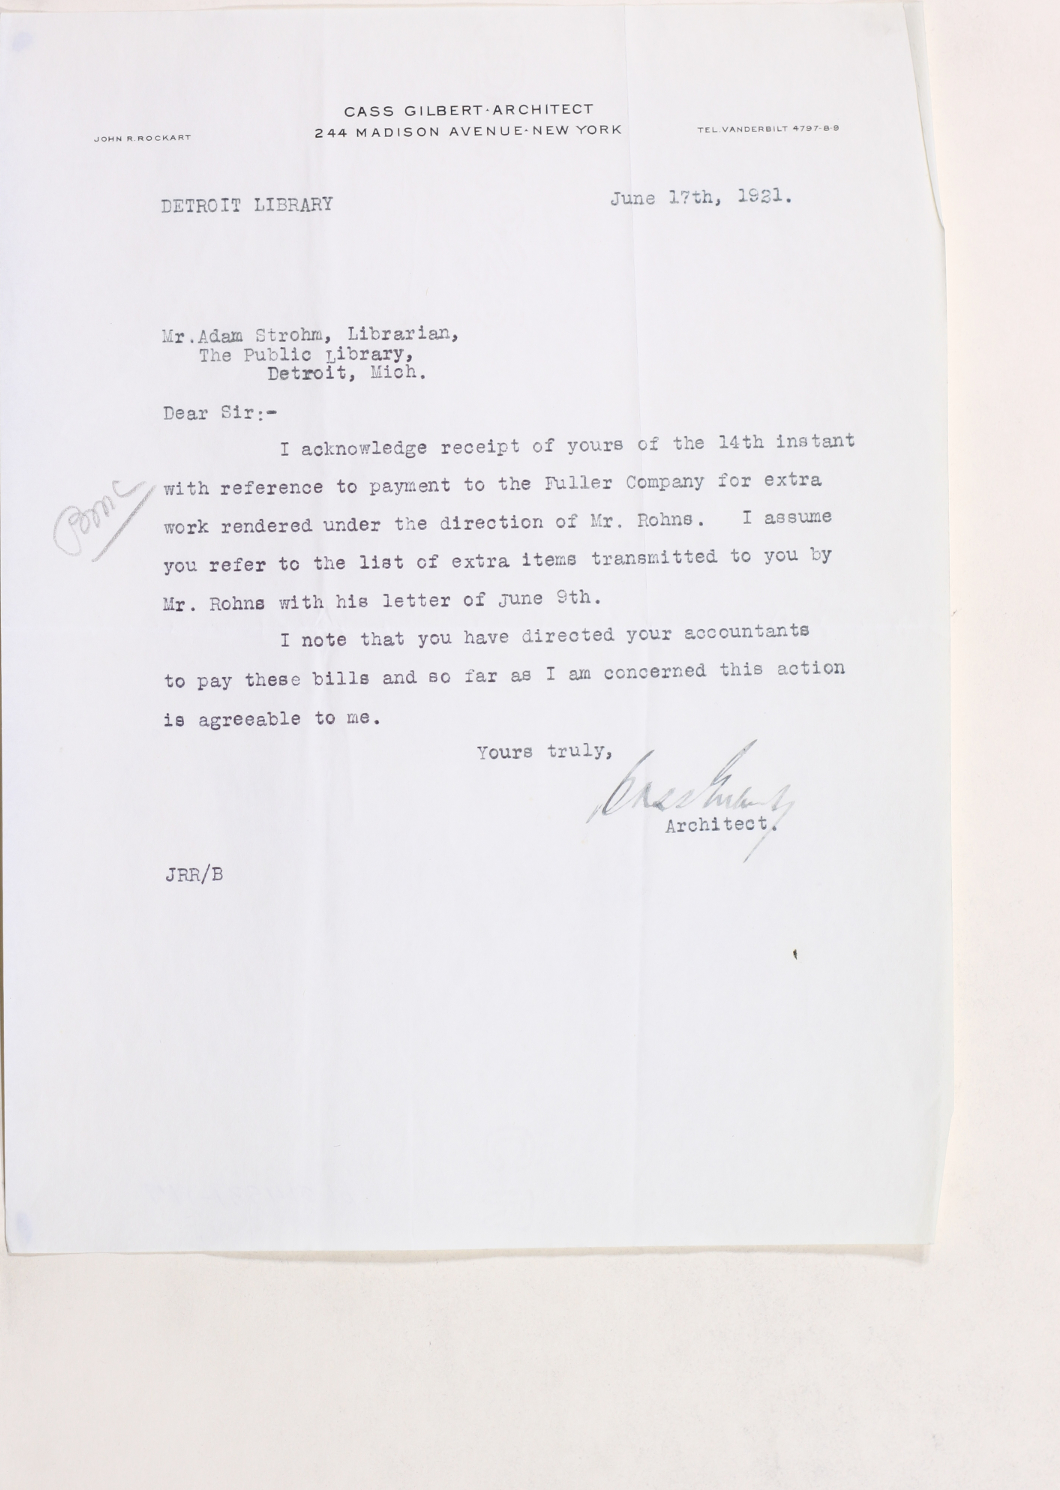 CASS GILBERT·ARCHITECT
244 MADISON AVENUE·NEW YORK
JOHN R. ROCKART
TEL. VANDERBILT 4797-8-9
DETROIT LIBRARY
June 17th, 1921.
Mr. Adam Strohm, Librarian,
The Public Library,
Detroit, Mich.
Dear Sir:-
I acknowledge receipt of yours of the 14th instant
with reference to payment to the Fuller Company for extra
work rendered under the direction of Mr. Rohns. I assume
you refer to the list of extra items transmitted to you by
Mr. Rohns with his letter of June 9th.
I note that you have directed your accountants
to pay these bills and so far as I am concerned this action
is agreeable to me.
Yours truly,
Cass Gilbert
Architect.
JRR/B